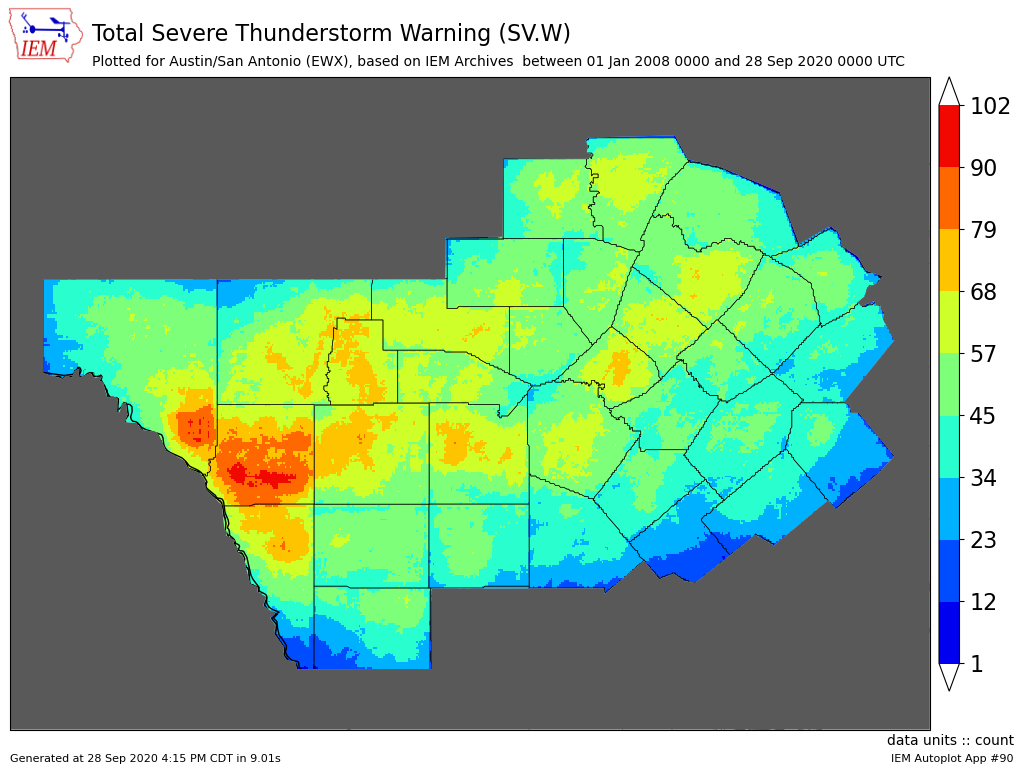 IEM
Total Severe Thunderstorm Warning (SV.W)
Plotted for Austin/San Antonio (EWX), based on IEM Archives  between 01 Jan 2008 0000 and 28 Sep 2020 0000 UTC
102
90
79
68
57
45
34
23
12
1
data units :: count
Generated at 28 Sep 2020 4:15 PM CDT in 9.01s
IEM Autoplot App #90